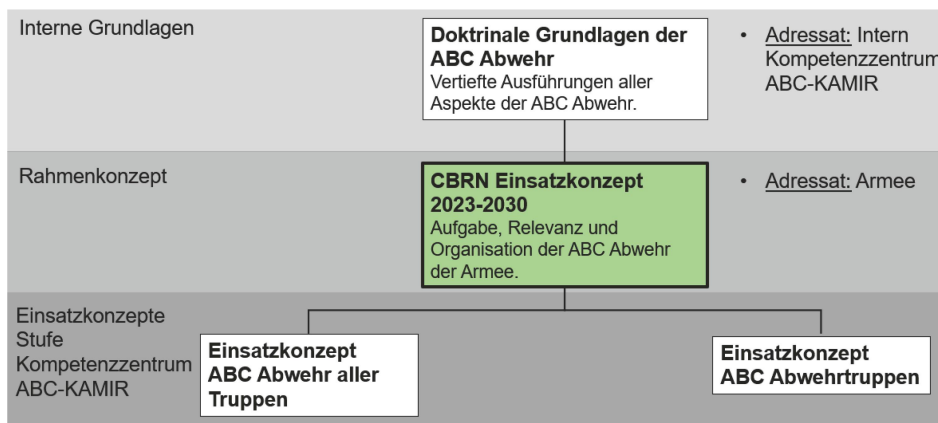 Interne Grundlagen
Doktrinale Grundlagen der
ABC Abwehr
Vertiefte Ausführungen aller
Aspekte der ABC Abwehr.
• Adressat: Intern
Kompetenzzentrum
ABC-KAMIR
Rahmenkonzept
CBRN Einsatzkonzept
2023-2030
Aufgabe, Relevanz und
Organisation der ABC Abwehr
der Armee.
• Adressat: Armee
Einsatzkonzepte
Stufe
Kompetenzzentrum
ABC-KAMIR
Einsatzkonzept
ABC Abwehr aller
Truppen
Einsatzkonzept
ABC Abwehrtruppen